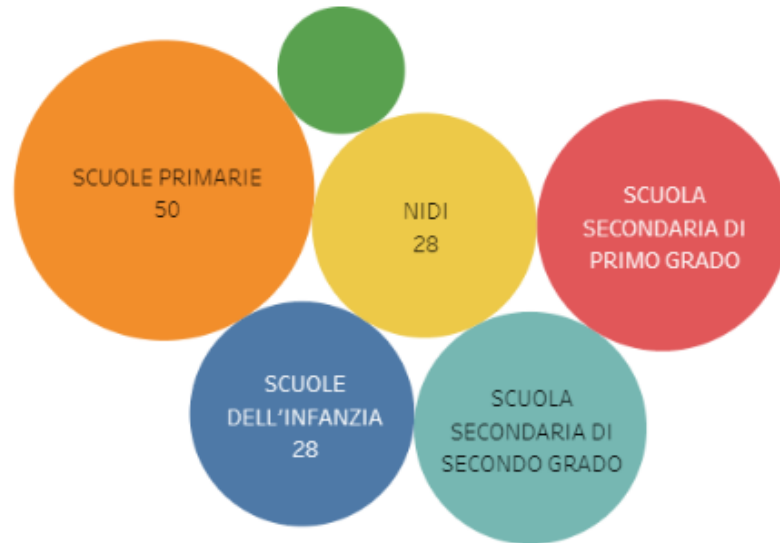 SCUOLE PRIMARIE
50
NIDI
28
SCUOLA
SECONDARIA DI
PRIMO GRADO
SCUOLE
DELL'INFANZIA
28
SCUOLA
SECONDARIA DI
SECONDO GRADO